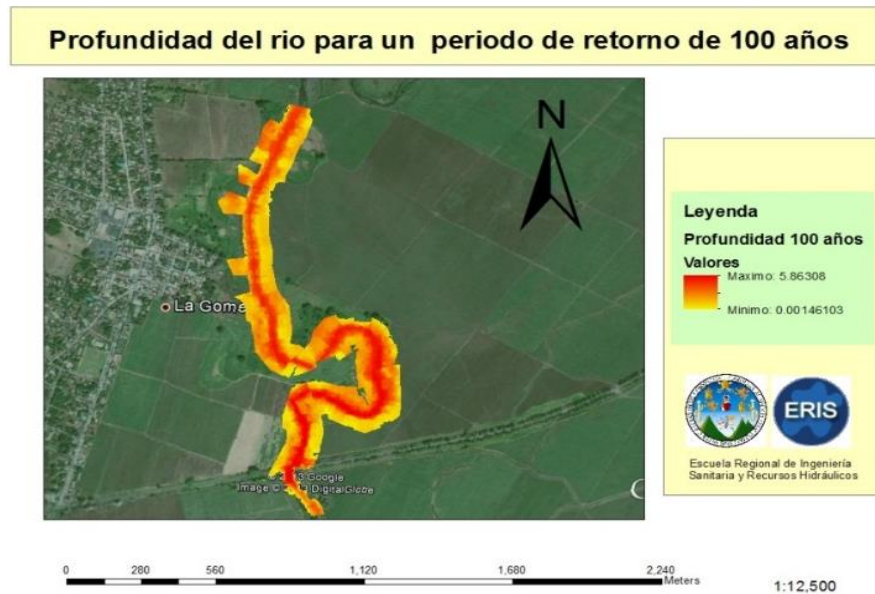 Profundidad del rio para un periodo de retorno de 100 años
N
La Gome
Leyenda
Profundidad 100 años
Valores
Maximo: 5.86308
Minimo: 0.00146103
ERIS
Escuela Regional de Ingeniería
Sanitaria y Recursos Hidráulicos
3 Google
Image © 3 DigitalGlobe
0 280 560 1,120 1,680 2,240
Meters
1:12,500